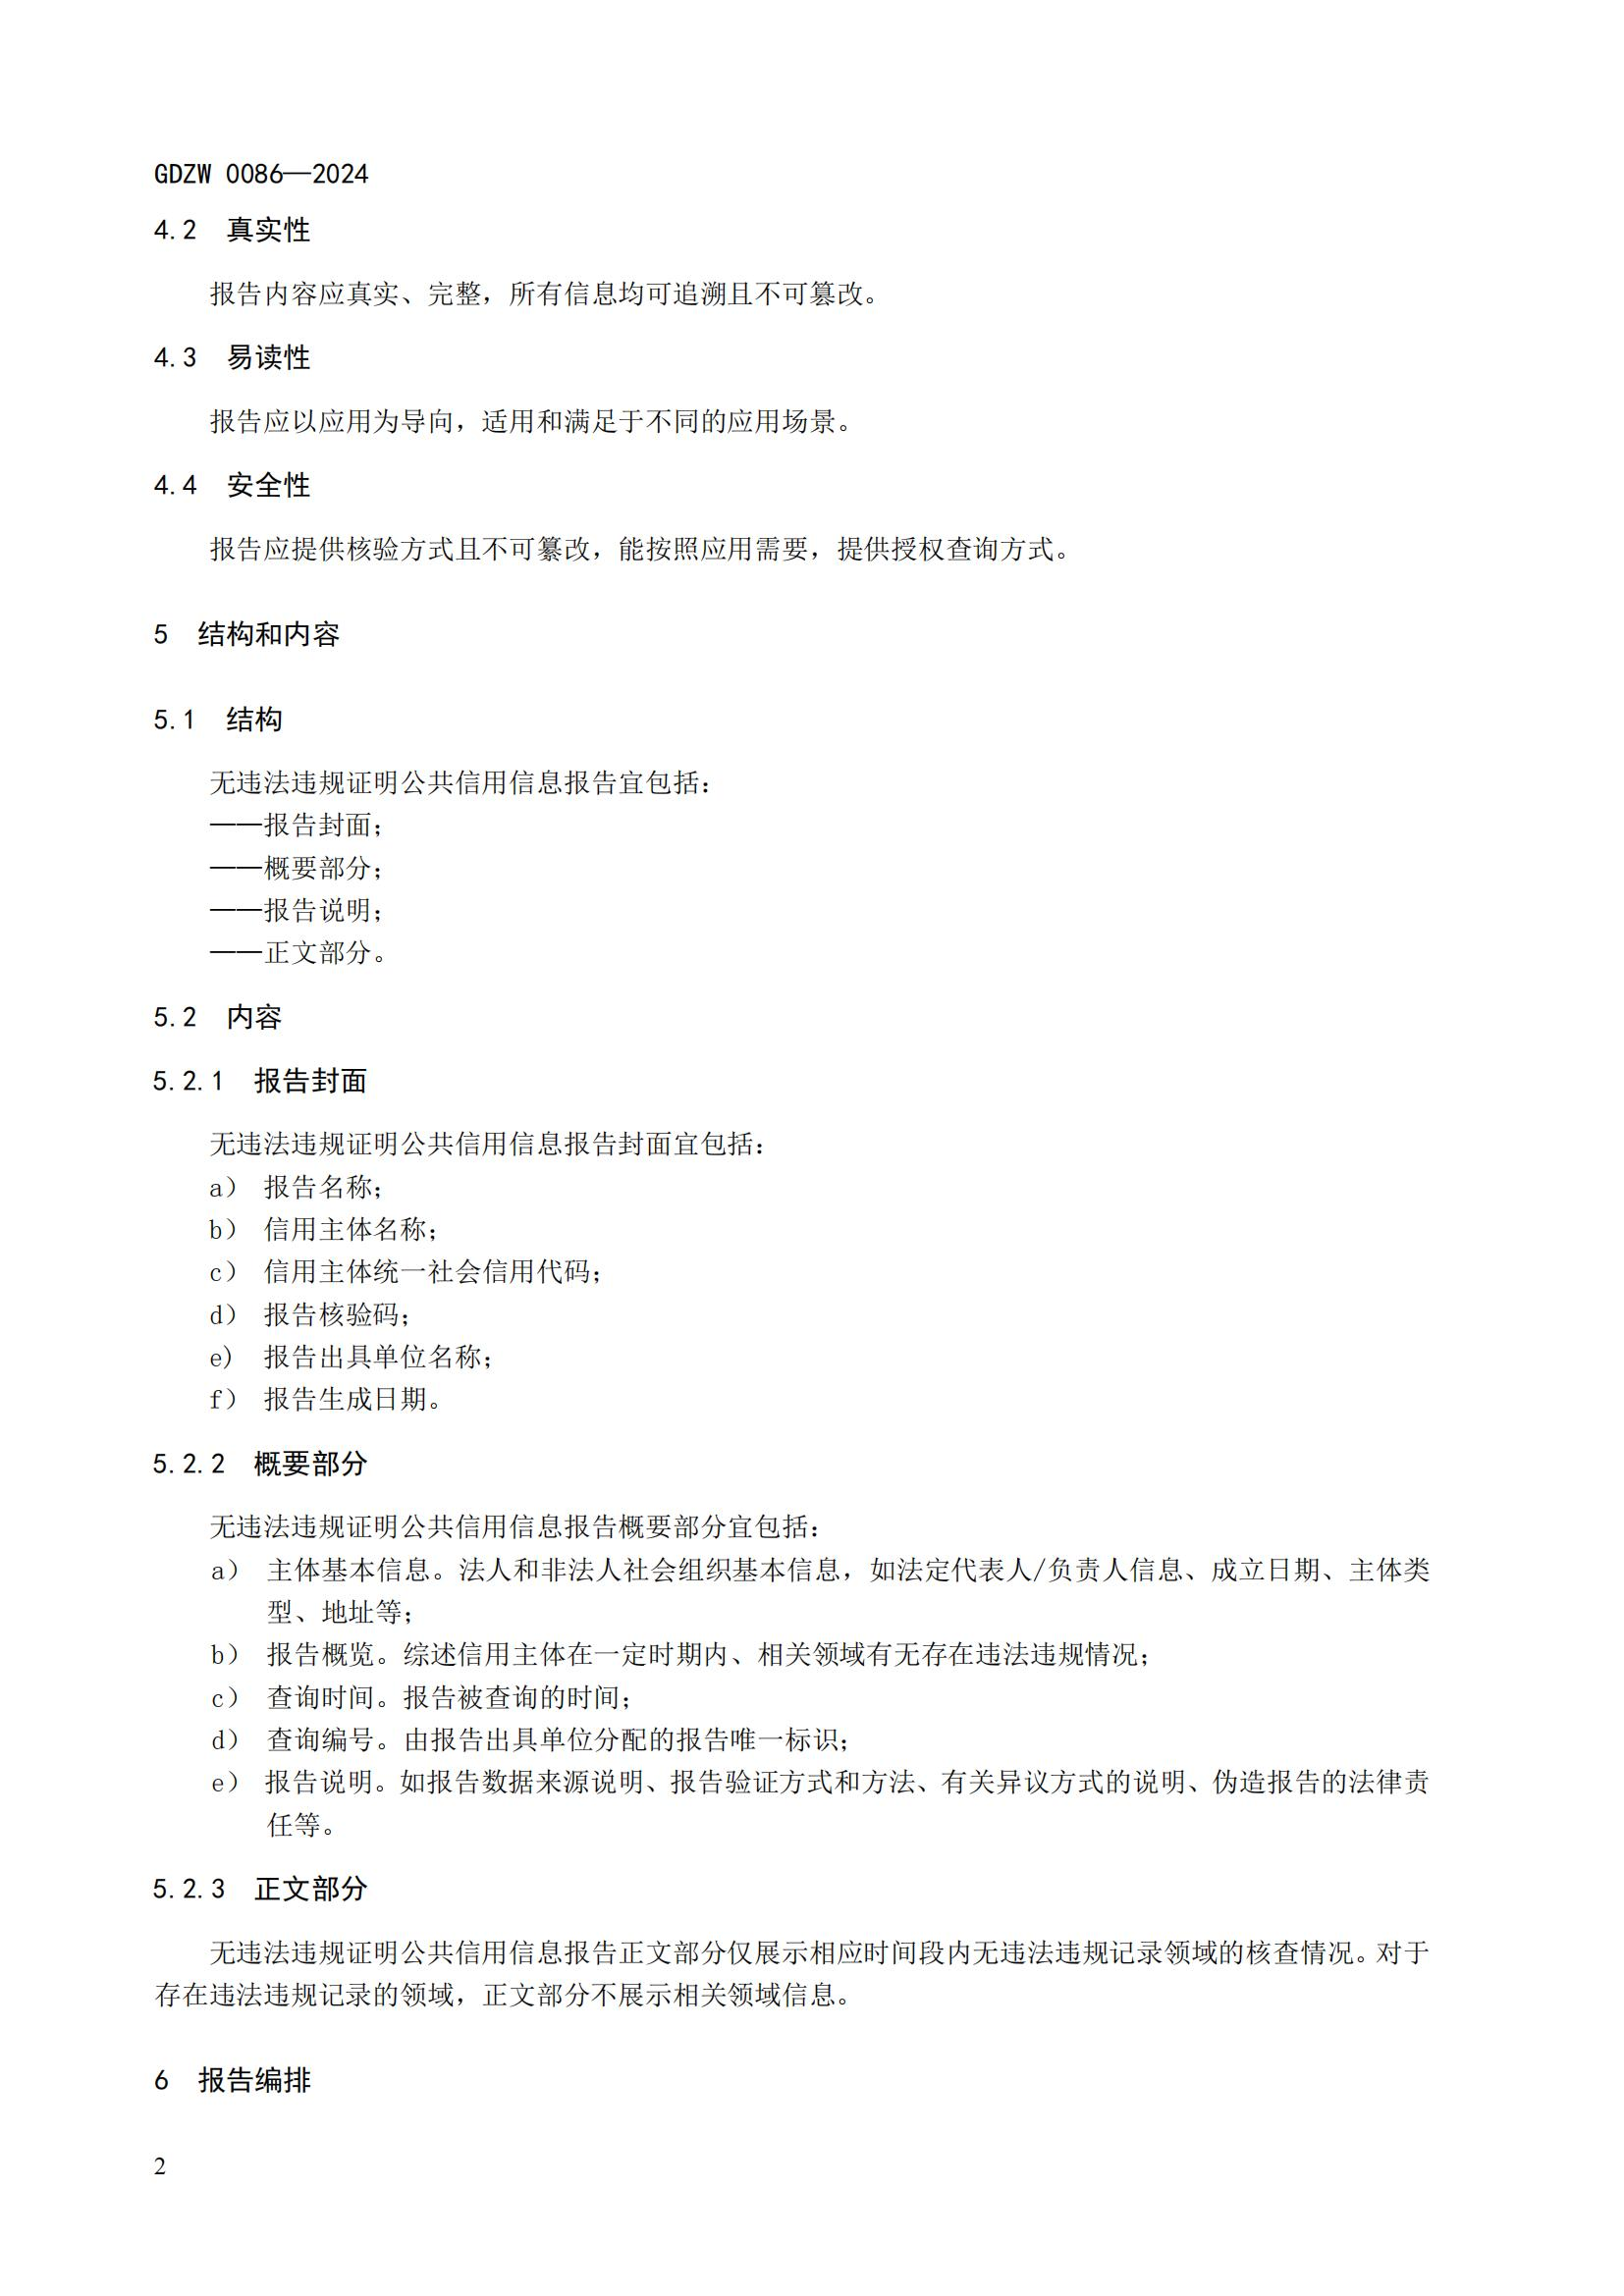 GDZW 0086—2024
4.2 真实性
报告内容应真实、完整，所有信息均可追溯且不可篡改。
4.3 易读性
报告应以应用为导向，适用和满足于不同的应用场景。
4.4 安全性
报告应提供核验方式且不可篡改，能按照应用需要，提供授权查询方式。
5 结构和内容
5.1 结构
无违法违规证明公共信用信息报告宜包括：
——报告封面；
——概要部分；
——报告说明；
——正文部分。
5.2 内容
5.2.1 报告封面
无违法违规证明公共信用信息报告封面宜包括：
a） 报告名称；
b） 信用主体名称；
c） 信用主体统一社会信用代码；
d） 报告核验码；
e） 报告出具单位名称；
f） 报告生成日期。
5.2.2 概要部分
无违法违规证明公共信用信息报告概要部分宜包括：
a） 主体基本信息。法人和非法人社会组织基本信息，如法定代表人/负责人信息、成立日期、主体类
型、地址等；
b） 报告概览。综述信用主体在一定时期内、相关领域有无存在违法违规情况；
c） 查询时间。报告被查询的时间；
d） 查询编号。由报告出具单位分配的报告唯一标识；
e） 报告说明。如报告数据来源说明、报告验证方式和方法、有关异议方式的说明、伪造报告的法律责
任等。
5.2.3 正文部分
无违法违规证明公共信用信息报告正文部分仅展示相应时间段内无违法违规记录领域的核查情况。对于
存在违法违规记录的领域，正文部分不展示相关领域信息。
6 报告编排
2